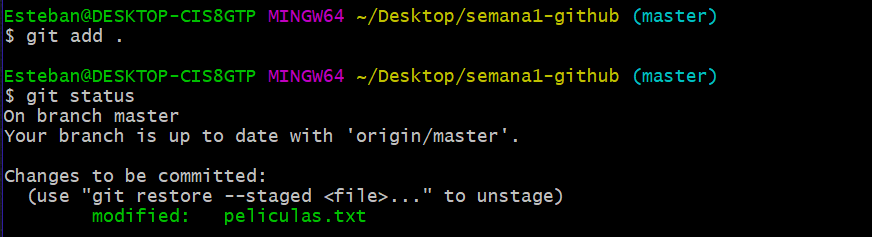 Esteban@DESKTOP-CIS8GTP MINGW64 ~/Desktop/semana1-github (master)
$ git add .
Esteban@DESKTOP-CIS8GTP MINGW64 ~/Desktop/semana1-github (master)
$ git status
On branch master
Your branch is up to date with 'origin/master'.
Changes to be committed:
  (use "git restore --staged <file>..." to unstage)
        modified:   peliculas.txt